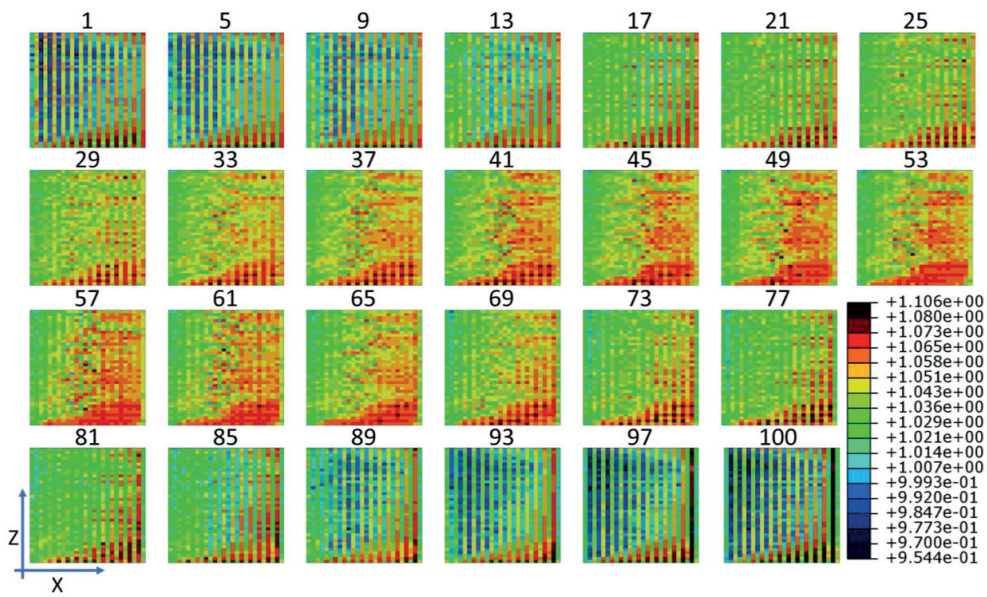 1 5 9 13 17 21 25
29 33 37 41 45 49 53
57 61 65 69 73 77
81 85 89 93 97 100
+1.106e+00
+1.080e+00
+1.073e+00
+1.065e+00
+1.058e+00
+1.051e+00
+1.043e+00
+1.036e+00
+1.029e+00
+1.021e+00
+1.014e+00
+1.007e+00
+9.993e-01
+9.920e-01
+9.847e-01
+9.773e-01
+9.700e-01
+9.544e-01
Z
X